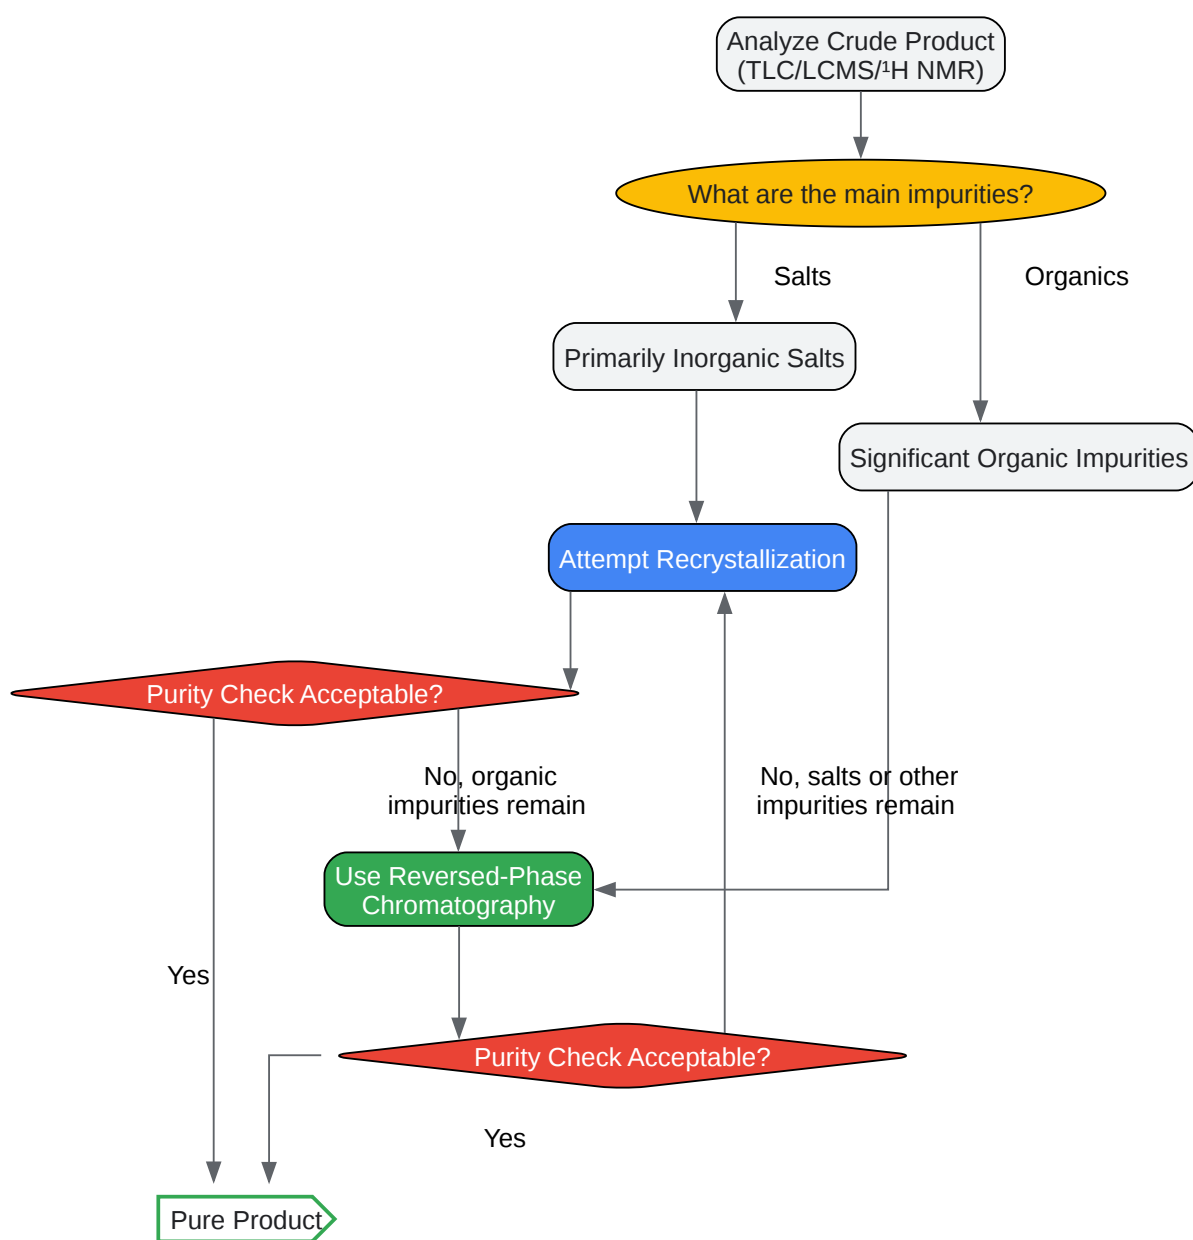 Analyze Crude Product
(TLC/LCMS/¹H NMR)
What are the main impurities?
Salts
Organics
Primarily Inorganic Salts
Significant Organic Impurities
Attempt Recrystallization
Purity Check Acceptable?
No, organic
impurities remain
No, salts or other
impurities remain
Use Reversed-Phase
Chromatography
Yes
Purity Check Acceptable?
Yes
Pure Product